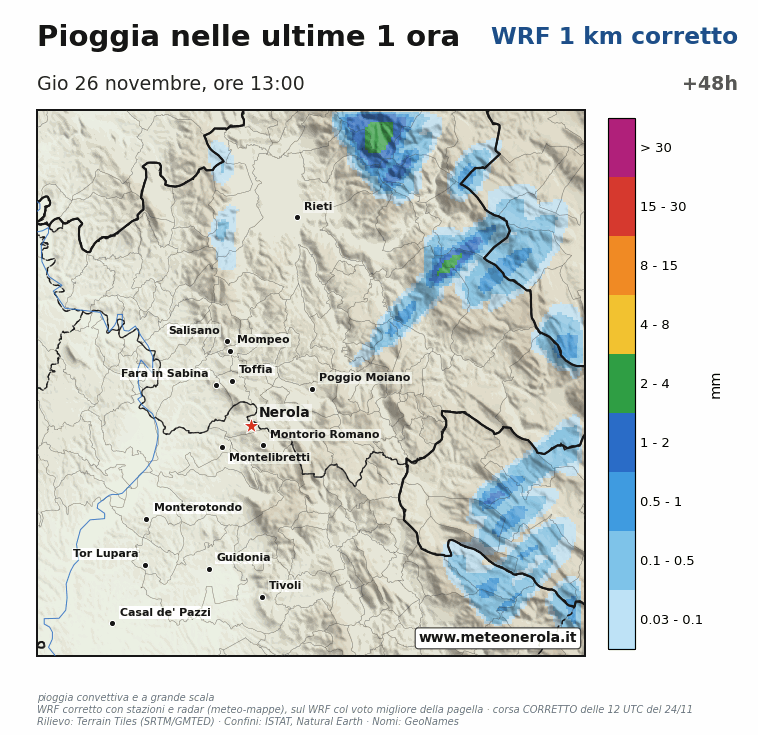 Pioggia nelle ultime 1 ora
WRF 1 km corretto
Gio 26 novembre, ore 13:00
+48h
Rieti
Salisano
Mompeo
Toffia
Fara in Sabina
Poggio Moiano
Nerola
Montorio Romano
Montelibretti
Monterotondo
Tor Lupara
Guidonia
Tivoli
Casal de' Pazzi
www.meteonerola.it
> 30
15 - 30
8 - 15
4 - 8
2 - 4
1 - 2
0.5 - 1
0.1 - 0.5
0.03 - 0.1
mm
pioggia convettiva e a grande scala
WRF corretto con stazioni e radar (meteo-mappe), sul WRF col voto migliore della pagella · corsa CORRETTO delle 12 UTC del 24/11
Rilievo: Terrain Tiles (SRTM/GMTED) · Confini: ISTAT, Natural Earth · Nomi: GeoNames